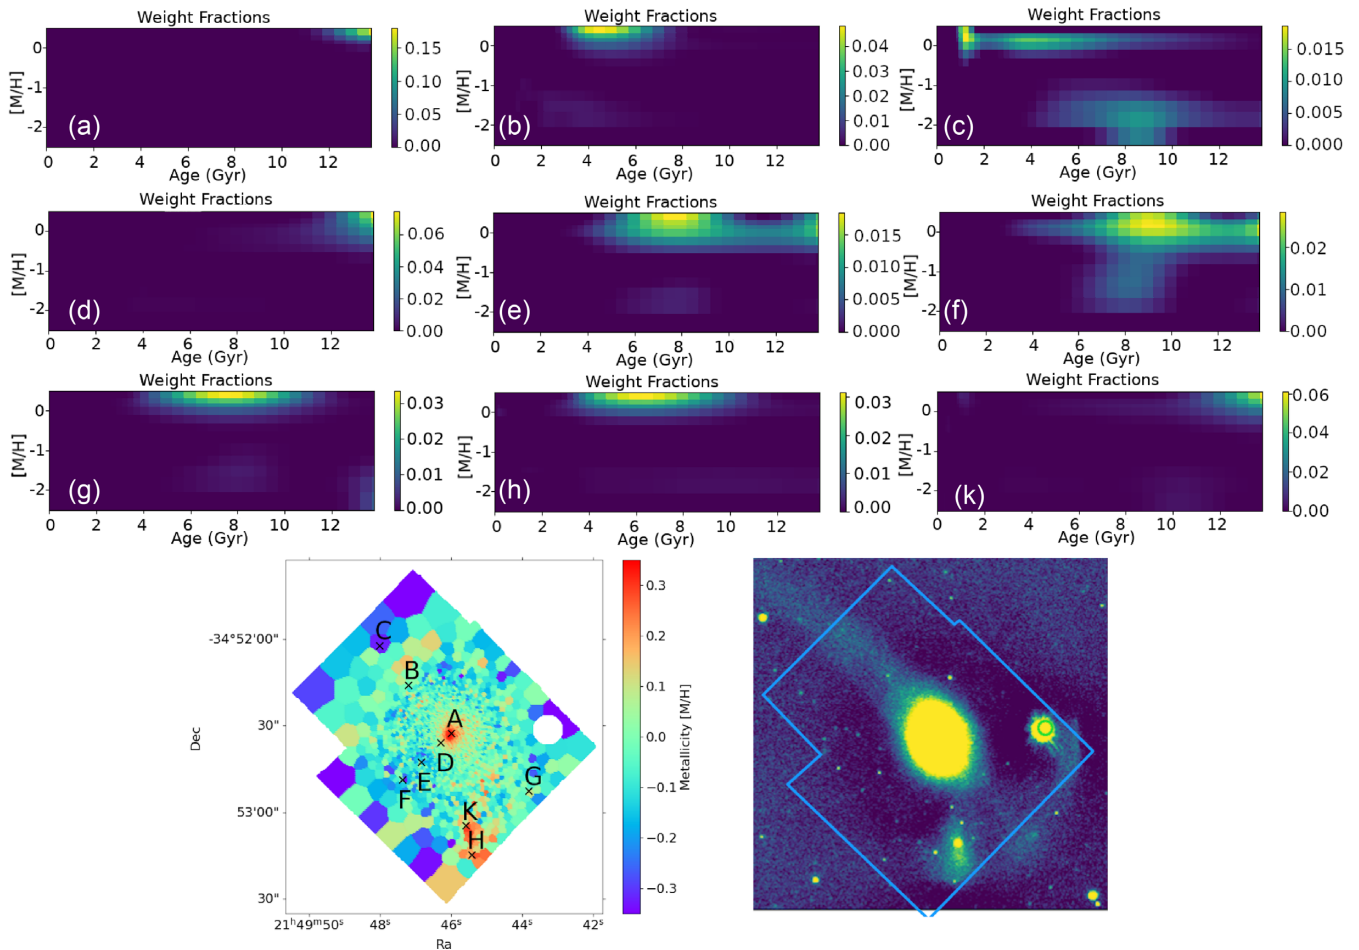 Weight Fractions
0
-1
-2
[M/H]
(a)
0 2 4 6 8 10 12
Age (Gyr)
0.15
0.10
0.05
0.00
Weight Fractions
0
-1
-2
[M/H]
(b)
0 2 4 6 8 10 12
Age (Gyr)
0.04
0.03
0.02
0.01
0.00
Weight Fractions
0
-1
-2
[M/H]
(c)
0 2 4 6 8 10 12
Age (Gyr)
0.015
0.010
0.005
0.000
Weight Fractions
0
-1
-2
[M/H]
(d)
0 2 4 6 8 10 12
Age (Gyr)
0.06
0.04
0.02
0.00
Weight Fractions
0
-1
-2
[M/H]
(e)
0 2 4 6 8 10 12
Age (Gyr)
0.015
0.010
0.005
0.000
Weight Fractions
0
-1
-2
[M/H]
(f)
0 2 4 6 8 10 12
Age (Gyr)
0.02
0.01
0.00
Weight Fractions
0
-1
-2
[M/H]
(g)
0 2 4 6 8 10 12
Age (Gyr)
0.03
0.02
0.01
0.00
Weight Fractions
0
-1
-2
[M/H]
(h)
0 2 4 6 8 10 12
Age (Gyr)
0.03
0.02
0.01
0.00
Weight Fractions
0
-1
-2
[M/H]
(k)
0 2 4 6 8 10 12
Age (Gyr)
0.06
0.04
0.02
0.00
-34°52'00"
30"
53'00"
30"
Dec
C
B
A
D
E
F
G
K
H
21ʰ49ᵐ50ˢ 48ˢ 46ˢ 44ˢ 42ˢ
Ra
0.3
0.2
0.1
0.0
−0.1
−0.2
−0.3
Metallicity [M/H]